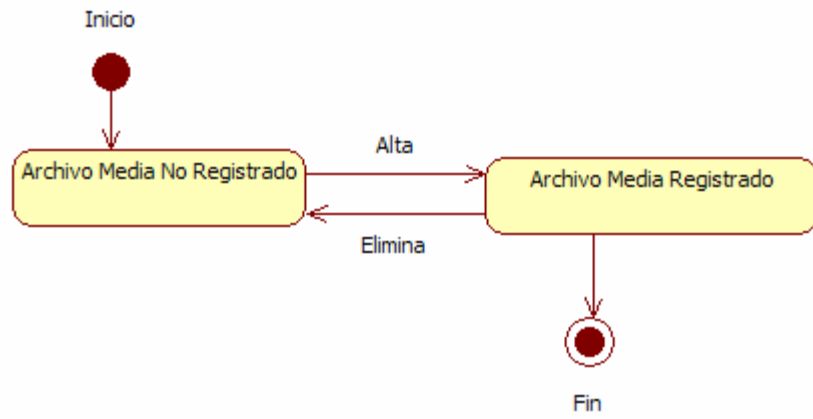 Inicio
Alta
Archivo Media No Registrado
Archivo Media Registrado
Elimina
Fin